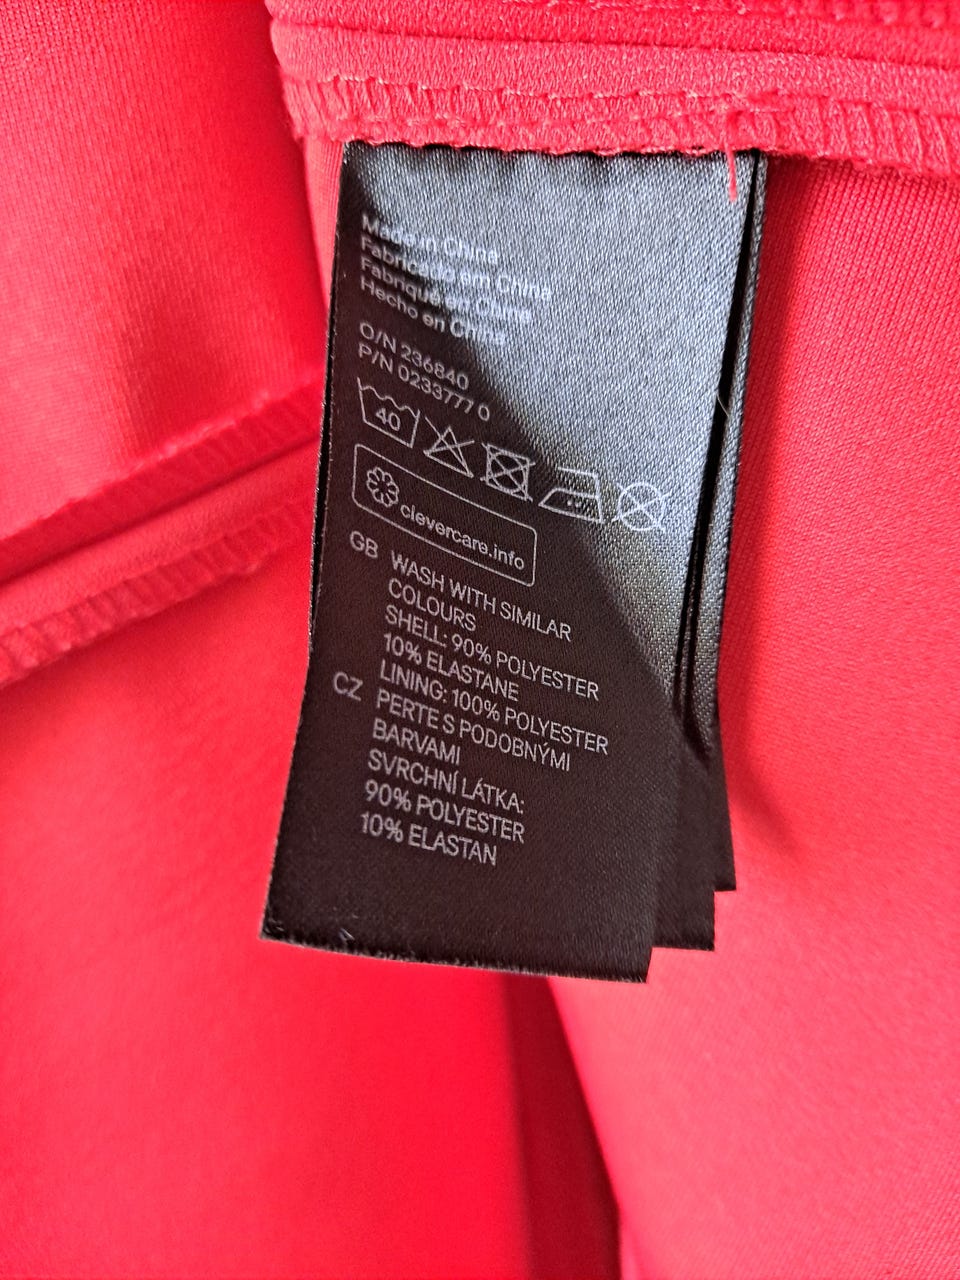 Made in China
Fabricado em China
Fabriqué en Chine
Hecho en China
O/N 236840
P/N 0233777 0
40
clevercare.info
GB WASH WITH SIMILAR
COLOURS
SHELL: 90% POLYESTER
10% ELASTANE
LINING: 100% POLYESTER
CZ PERTE S PODOBNÝMI
BARVAMI
SVRCHNÍ LÁTKA:
90% POLYESTER
10% ELASTAN